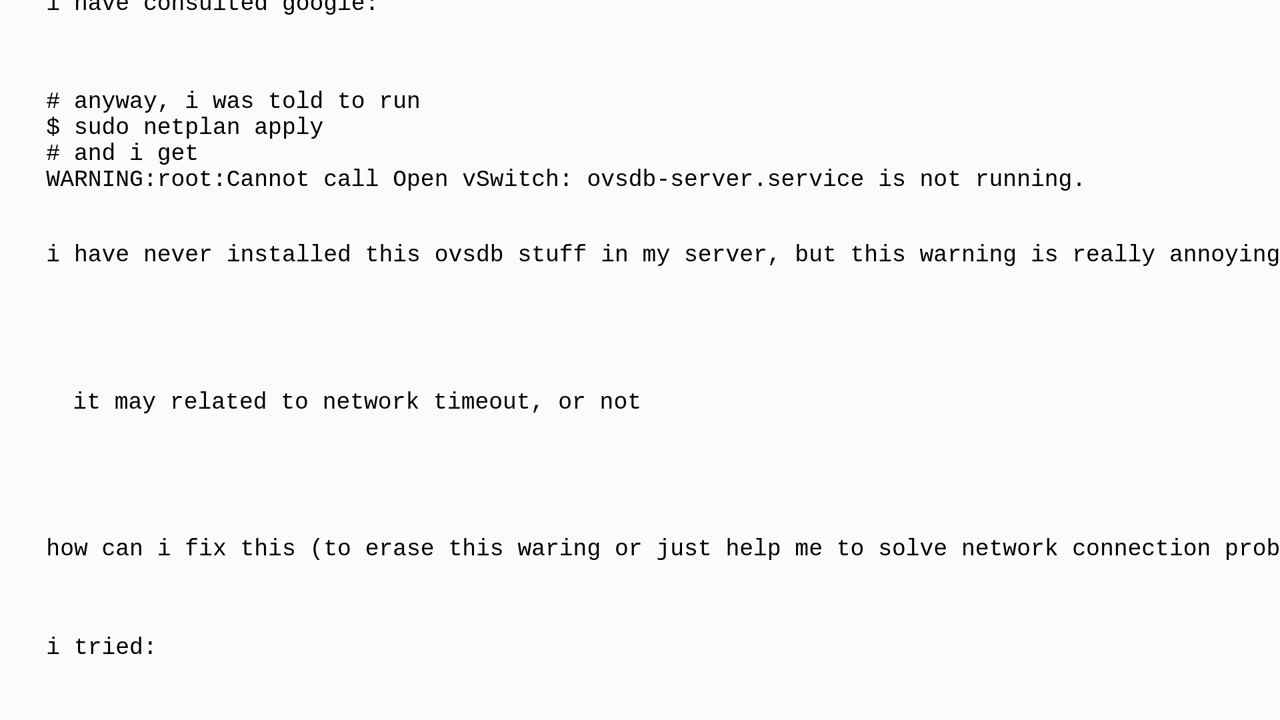 i have consulted google:
# anyway, i was told to run
$ sudo netplan apply
# and i get
WARNING:root:Cannot call Open vSwitch: ovsdb-server.service is not running.
i have never installed this ovsdb stuff in my server, but this warning is really annoying
it may related to network timeout, or not
how can i fix this (to erase this waring or just help me to solve network connection prob
i tried: